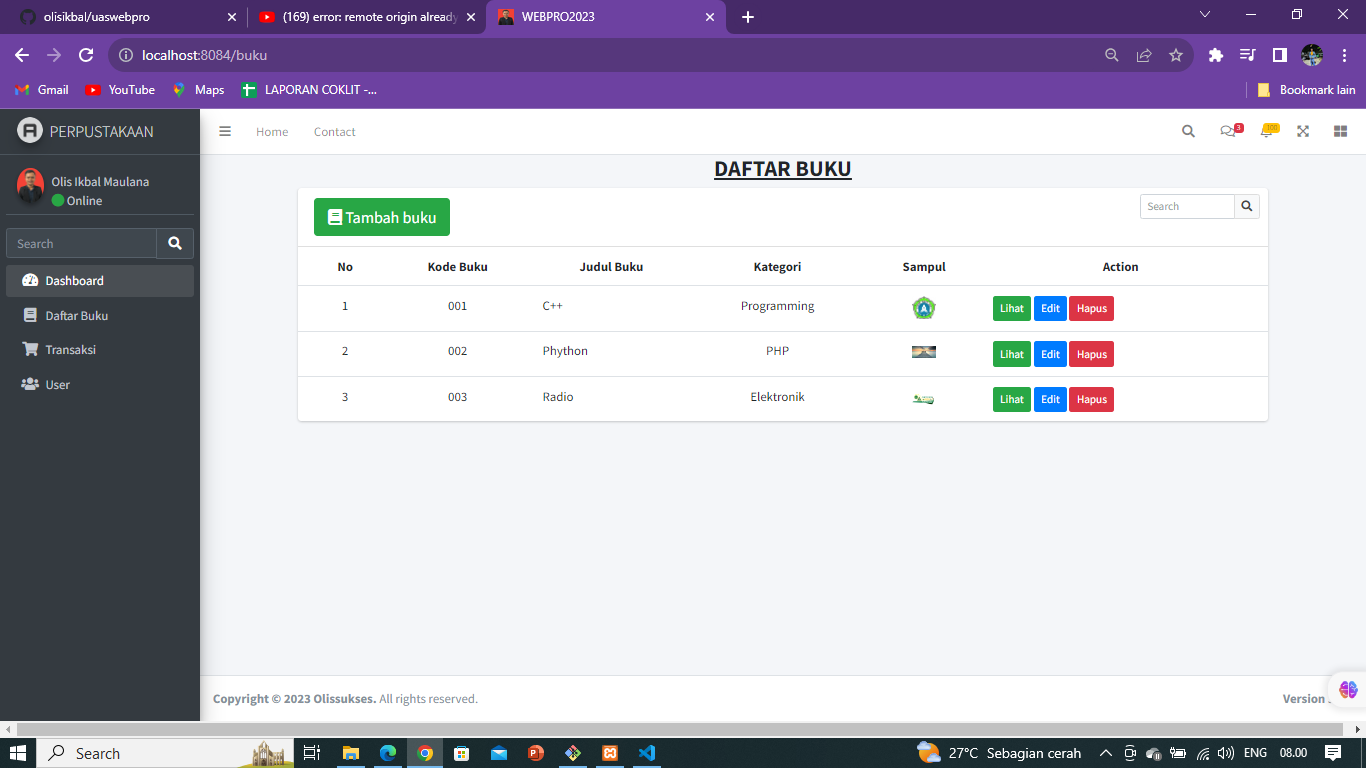 olisikbal/uaswebpro
(169) error: remote origin already
WEBPRO2023
localhost:8084/buku
Gmail
YouTube
Maps
LAPORAN COKLIT -...
Bookmark lain
PERPUSTAKAAN
Home
Contact
3
100
Olis Ikbal Maulana
Online
Search
Dashboard
Daftar Buku
Transaksi
User
DAFTAR BUKU
Tambah buku
Search
No Kode Buku Judul Buku Kategori Sampul Action
1 001 C++ Programming Lihat Edit Hapus
2 002 Phython PHP Lihat Edit Hapus
3 003 Radio Elektronik Lihat Edit Hapus
Copyright © 2023 Olissukses. All rights reserved.
Version
Search
27°C Sebagian cerah
ENG
08.00